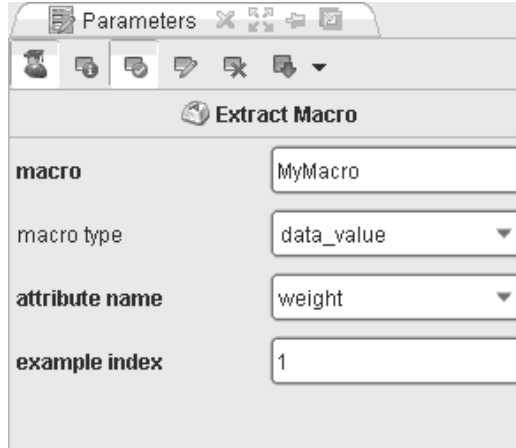 Parameters
Extract Macro
macro MyMacro
macro type data_value
attribute name weight
example index 1